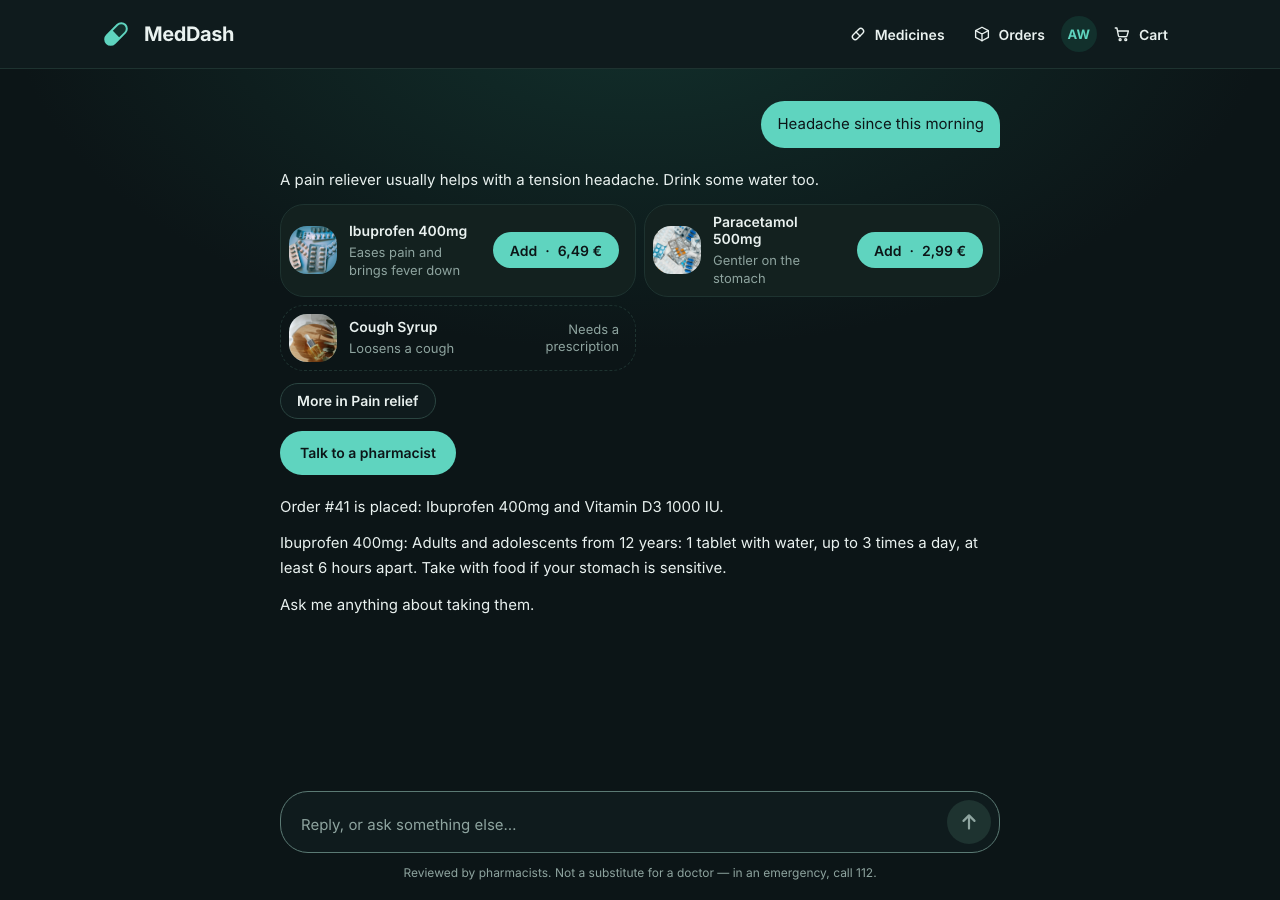 MedDash
Medicines
Orders
AW
Cart
Headache since this morning
A pain reliever usually helps with a tension headache. Drink some water too.
Ibuprofen 400mg
Eases pain and
brings fever down
Add · 6,49 €
Paracetamol
500mg
Gentler on the
stomach
Add · 2,99 €
Cough Syrup
Loosens a cough
Needs a
prescription
More in Pain relief
Talk to a pharmacist
Order #41 is placed: Ibuprofen 400mg and Vitamin D3 1000 IU.
Ibuprofen 400mg: Adults and adolescents from 12 years: 1 tablet with water, up to 3 times a day, at
least 6 hours apart. Take with food if your stomach is sensitive.
Ask me anything about taking them.
Reply, or ask something else...
Reviewed by pharmacists. Not a substitute for a doctor — in an emergency, call 112.